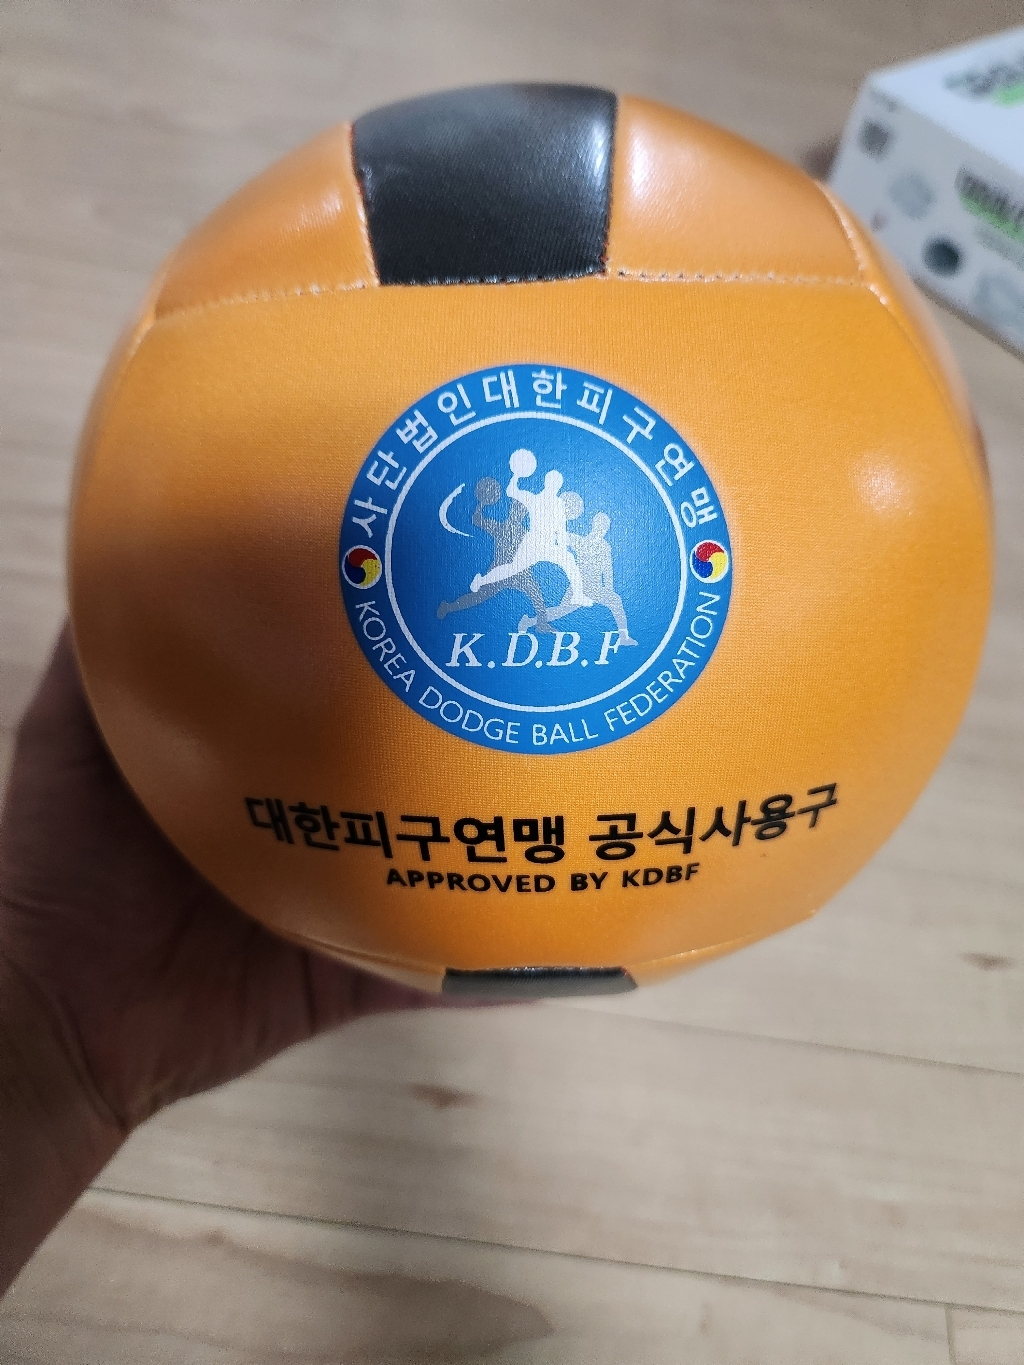 사단법인대한피구연맹
K.D.B.F
KOREA DODGE BALL FEDERATION
대한피구연맹 공식사용구
APPROVED BY KDBF